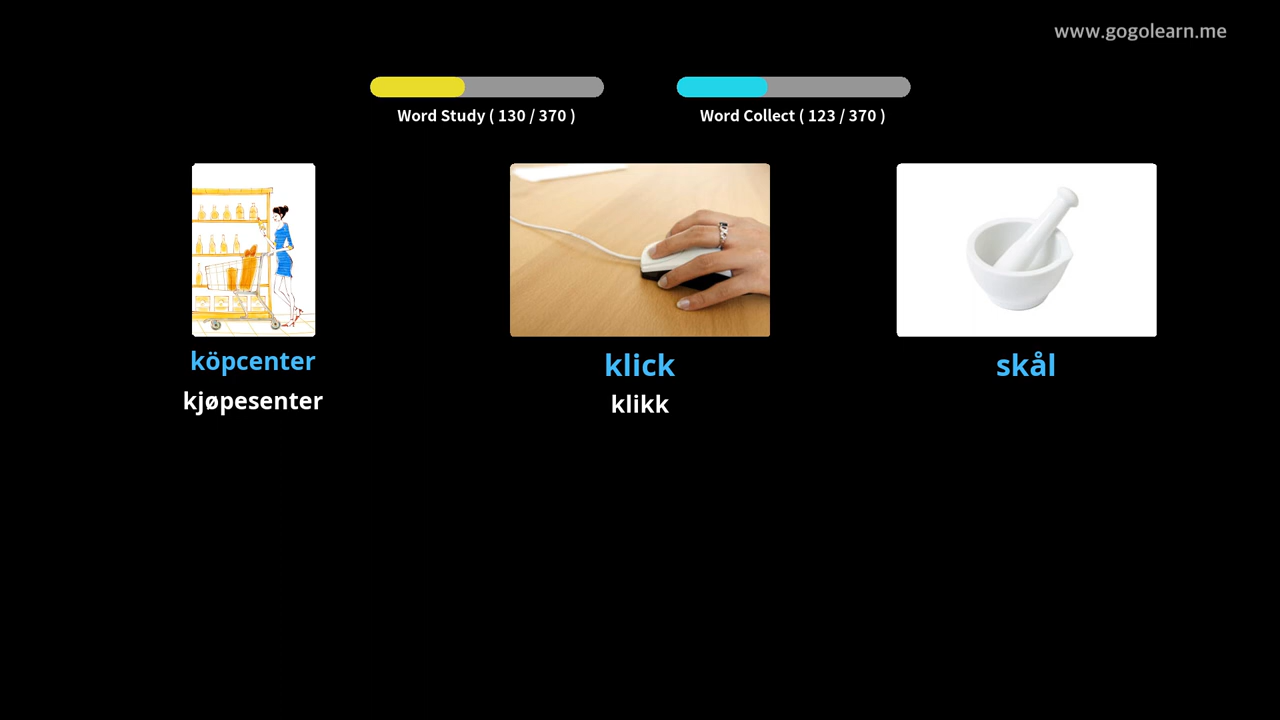 www.gogolearn.me
Word Study ( 130 / 370 )
Word Collect ( 123 / 370 )
köpcenter
kjøpesenter
klick
klikk
skål